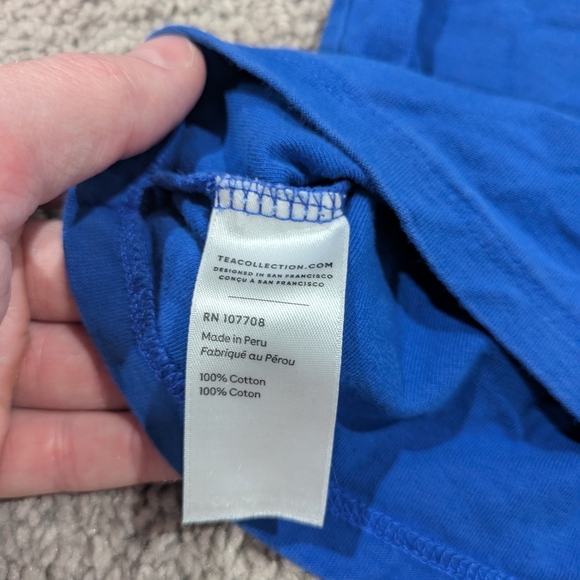 TEACOLLECTION.COM
DESIGNED IN SAN FRANCISCO
CONÇU À SAN FRANCISCO
RN 107708
Made in Peru
Fabriqué au Pérou
100% Cotton
100% Coton